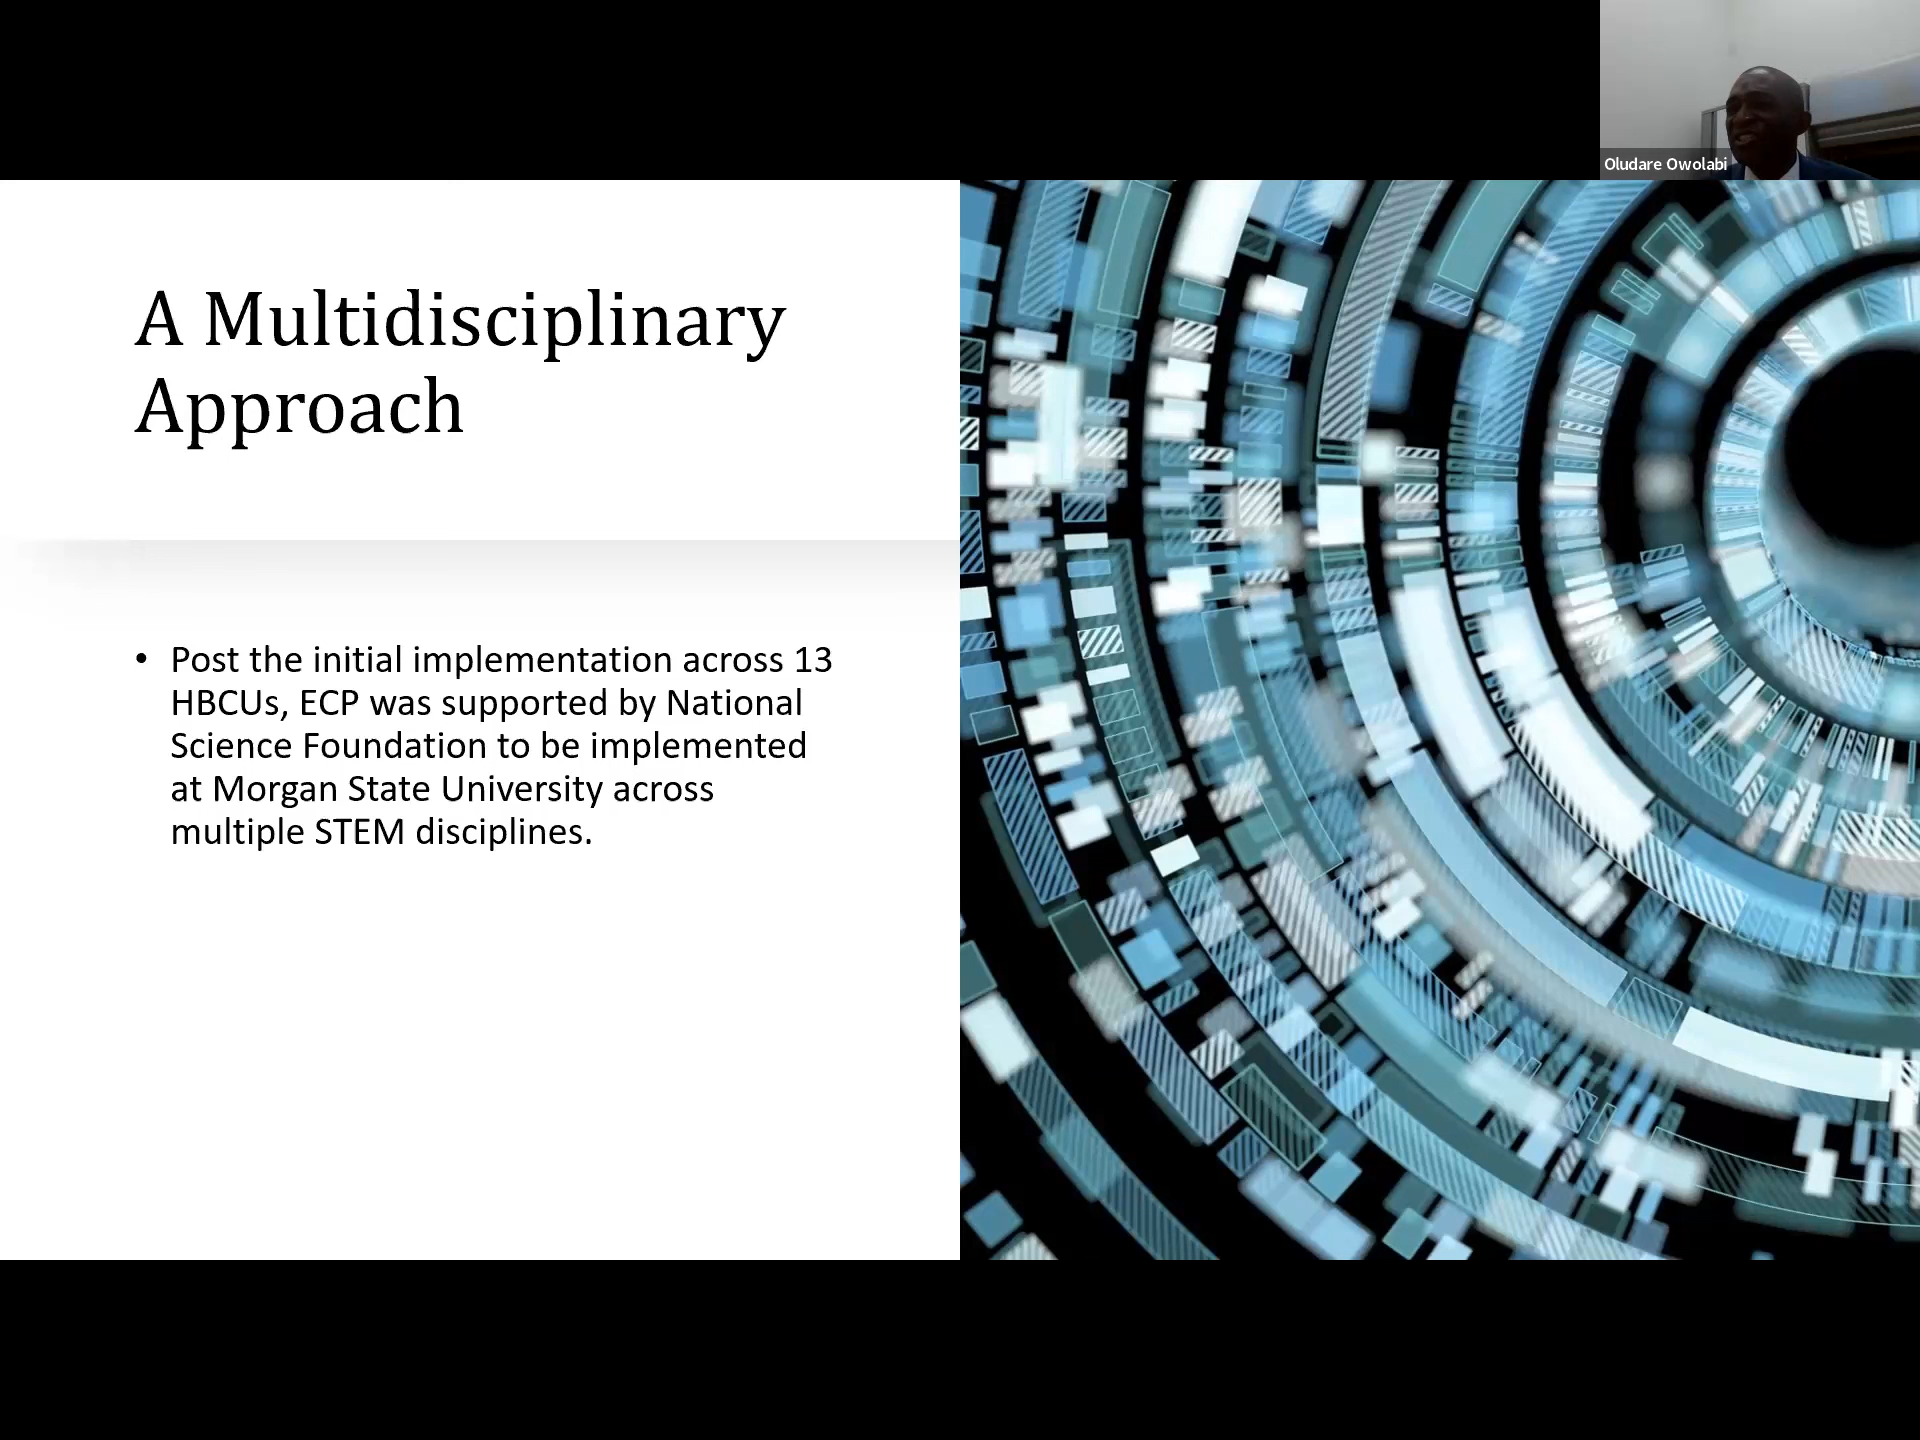 Oludare Owolabi
A Multidisciplinary
Approach
• Post the initial implementation across 13
HBCUs, ECP was supported by National
Science Foundation to be implemented
at Morgan State University across
multiple STEM disciplines.